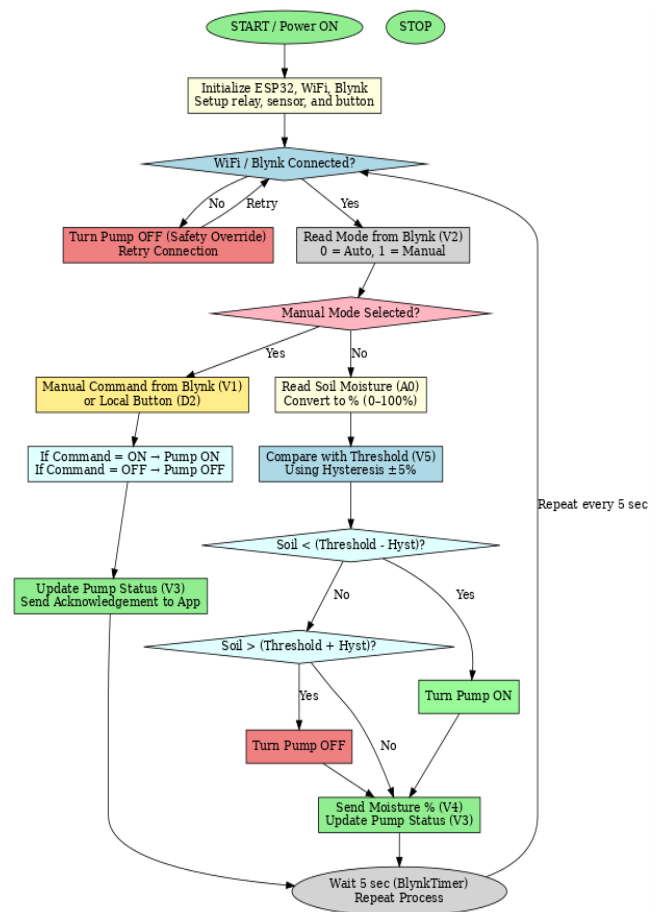 START / Power ON
STOP
Initialize ESP32, WiFi, Blynk
Setup relay, sensor, and button
WiFi / Blynk Connected?
No
Retry
Yes
Turn Pump OFF (Safety Override)
Retry Connection
Read Mode from Blynk (V2)
0 = Auto, 1 = Manual
Manual Mode Selected?
Yes
No
Manual Command from Blynk (V1)
or Local Button (D2)
Read Soil Moisture (A0)
Convert to % (0–100%)
If Command = ON → Pump ON
If Command = OFF → Pump OFF
Compare with Threshold (V5)
Using Hysteresis ±5%
Repeat every 5 sec
Soil < (Threshold - Hyst)?
No
Yes
Update Pump Status (V3)
Send Acknowledgement to App
Soil > (Threshold + Hyst)?
Yes
No
Turn Pump ON
Turn Pump OFF
Send Moisture % (V4)
Update Pump Status (V3)
Wait 5 sec (BlynkTimer)
Repeat Process